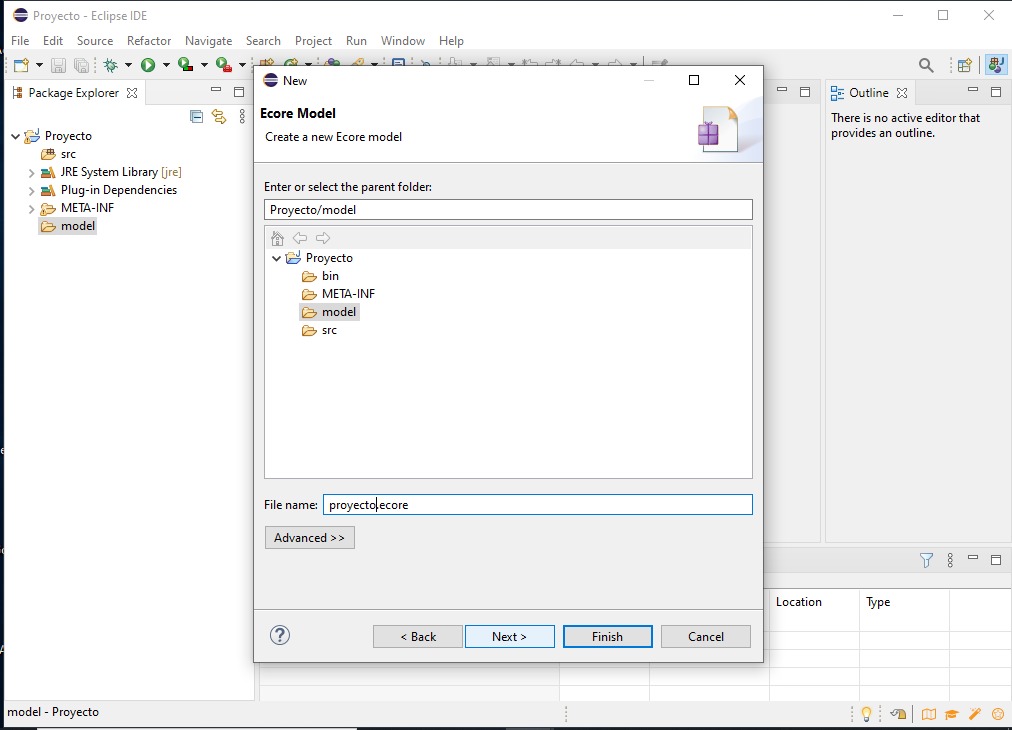 Proyecto - Eclipse IDE
File Edit Source Refactor Navigate Search Project Run Window Help
Package Explorer
Proyecto
src
JRE System Library [jre]
Plug-in Dependencies
META-INF
model
New
Ecore Model
Create a new Ecore model
Enter or select the parent folder:
Proyecto/model
Proyecto
bin
META-INF
model
src
File name: proyecto.ecore
Advanced >>
< Back Next > Finish Cancel
Outline
There is no active editor that
provides an outline.
Location Type
model - Proyecto